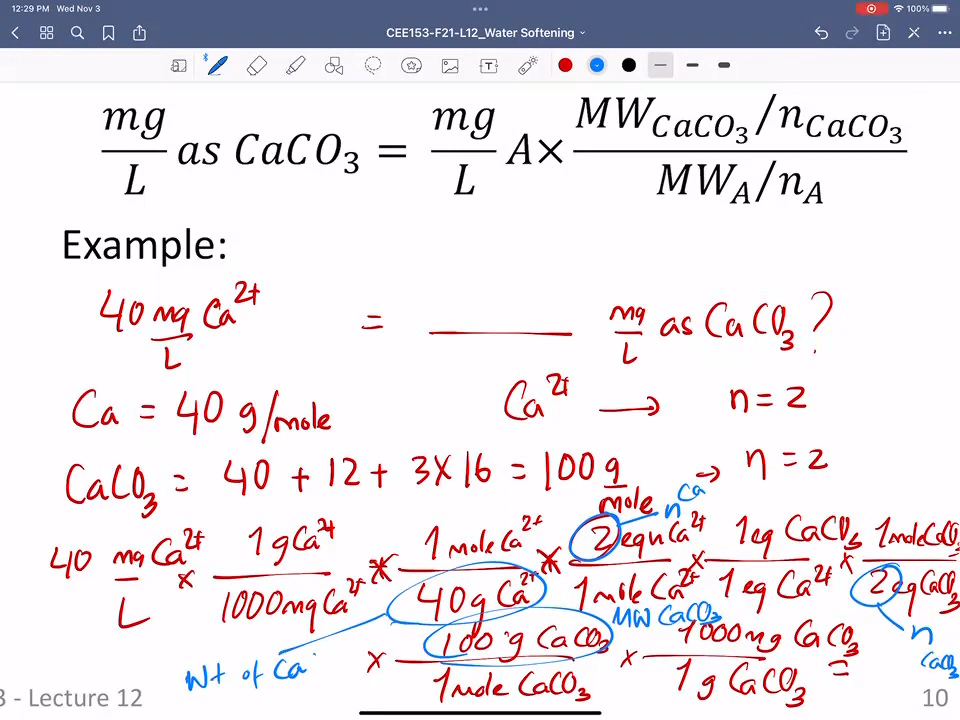 12:29 PM Wed Nov 3
100%
CEE153-F21-L12_Water Softening
mg/L as CaCO₃ = mg/L A× (MW_CaCO₃/n_CaCO₃)/(MW_A/n_A)
Example:
40 mg/L Ca²⁺ = ______ mg/L as CaCO₃?
Ca = 40 g/mole Ca²⁺ → n = 2
CaCO₃ = 40 + 12 + 3×16 = 100 g/mole → n = 2
n Ca
40 mg/L Ca²⁺ × 1 g Ca²⁺/1000 mg Ca²⁺ × 1 mole Ca²⁺/40 g Ca²⁺ × 2 eqn Ca²⁺/1 mole Ca²⁺ × 1 eq CaCO₃/1 eq Ca²⁺ × 1 mole CaCO₃/2 eq CaCO₃
MW CaCO₃
× 100 g CaCO₃/1 mole CaCO₃ × 1000 mg CaCO₃/1 g CaCO₃ =
Wt of Ca
n CaCO₃
3 - Lecture 12
10